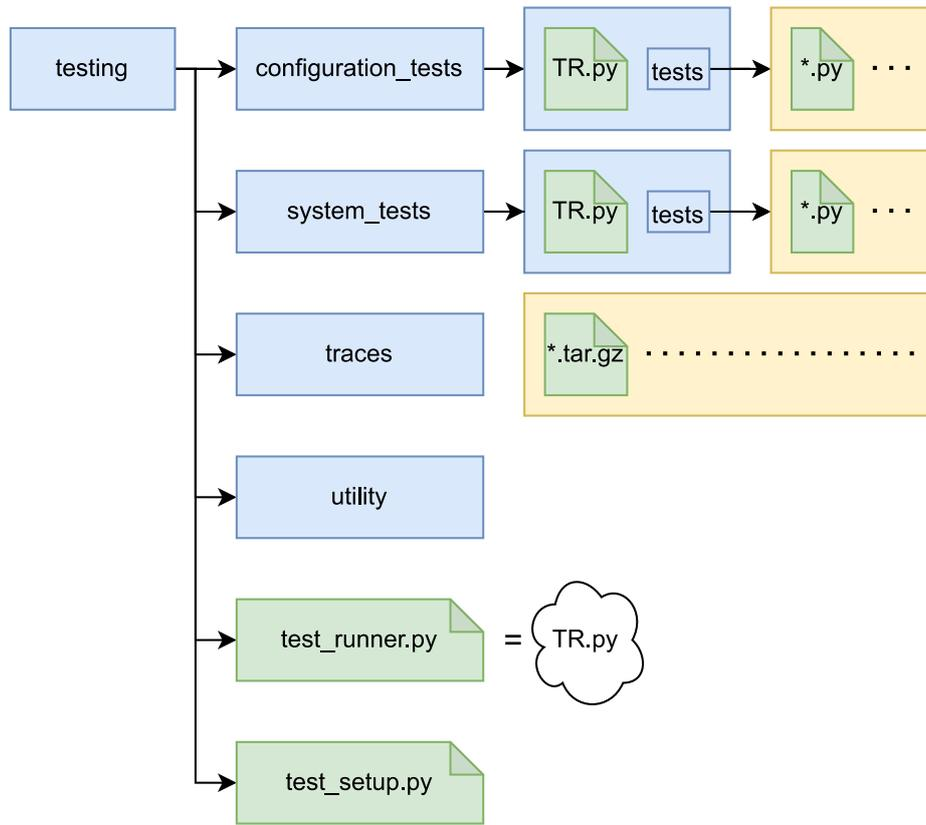 testing
configuration_tests
TR.py
tests
*.py
· · ·
system_tests
TR.py
tests
*.py
· · ·
traces
*.tar.gz
· · · · · · · · · · · · · · · · ·
utility
test_runner.py
=
TR.py
test_setup.py